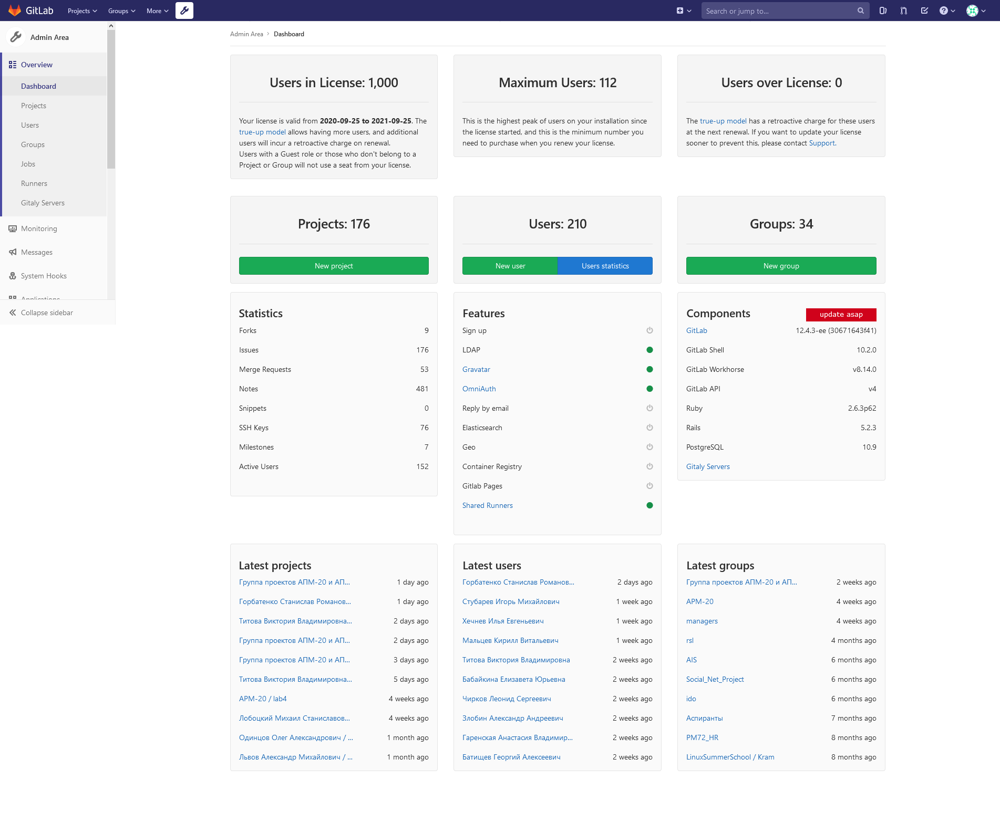 GitLab Projects Groups More Search or jump to...
Admin Area
Overview
Dashboard
Projects
Users
Groups
Jobs
Runners
Gitaly Servers
Monitoring
Messages
System Hooks
Applications
Collapse sidebar
Admin Area > Dashboard
Users in License: 1,000
Your license is valid from 2020-09-25 to 2021-09-25. The
true-up model allows having more users, and additional
users will incur a retroactive charge on renewal.
Users with a Guest role or those who don't belong to a
Project or Group will not use a seat from your license.
Maximum Users: 112
This is the highest peak of users on your installation since
the license started, and this is the minimum number you
need to purchase when you renew your license.
Users over License: 0
The true-up model has a retroactive charge for these users
at the next renewal. If you want to update your license
sooner to prevent this, please contact Support.
Projects: 176
New project
Users: 210
New user Users statistics
Groups: 34
New group
Statistics
Forks 9
Issues 176
Merge Requests 53
Notes 481
Snippets 0
SSH Keys 76
Milestones 7
Active Users 152
Features
Sign up
LDAP
Gravatar
OmniAuth
Reply by email
Elasticsearch
Geo
Container Registry
Gitlab Pages
Shared Runners
Components update asap
GitLab 12.4.3-ee (30671643f41)
GitLab Shell 10.2.0
GitLab Workhorse v8.14.0
GitLab API v4
Ruby 2.6.3p62
Rails 5.2.3
PostgreSQL 10.9
Gitaly Servers
Latest projects
Группа проектов АПМ-20 и АП... 1 day ago
Горбатенко Станислав Романов... 1 day ago
Титова Виктория Владимировна... 2 days ago
Группа проектов АПМ-20 и АП... 2 days ago
Группа проектов АПМ-20 и АП... 3 days ago
Титова Виктория Владимировна... 5 days ago
APM-20 / lab4 4 weeks ago
Лобоцкий Михаил Станиславов... 4 weeks ago
Одинцов Олег Александрович / ... 1 month ago
Львов Александр Михайлович / ... 1 month ago
Latest users
Горбатенко Станислав Романов... 2 days ago
Стубарев Игорь Михайлович 1 week ago
Хечнев Илья Евгеньевич 1 week ago
Мальцев Кирилл Витальевич 1 week ago
Титова Виктория Владимировна 2 weeks ago
Бабайкина Елизавета Юрьевна 2 weeks ago
Чирков Леонид Сергеевич 2 weeks ago
Злобин Александр Андреевич 2 weeks ago
Гаренская Анастасия Владимир... 2 weeks ago
Батищев Георгий Алексеевич 2 weeks ago
Latest groups
Группа проектов АПМ-20 и АП... 2 weeks ago
APM-20 4 weeks ago
managers 4 weeks ago
rsl 4 months ago
AIS 6 months ago
Social_Net_Project 6 months ago
ido 6 months ago
Аспиранты 7 months ago
PM72_HR 8 months ago
LinuxSummerSchool / Kram 8 months ago